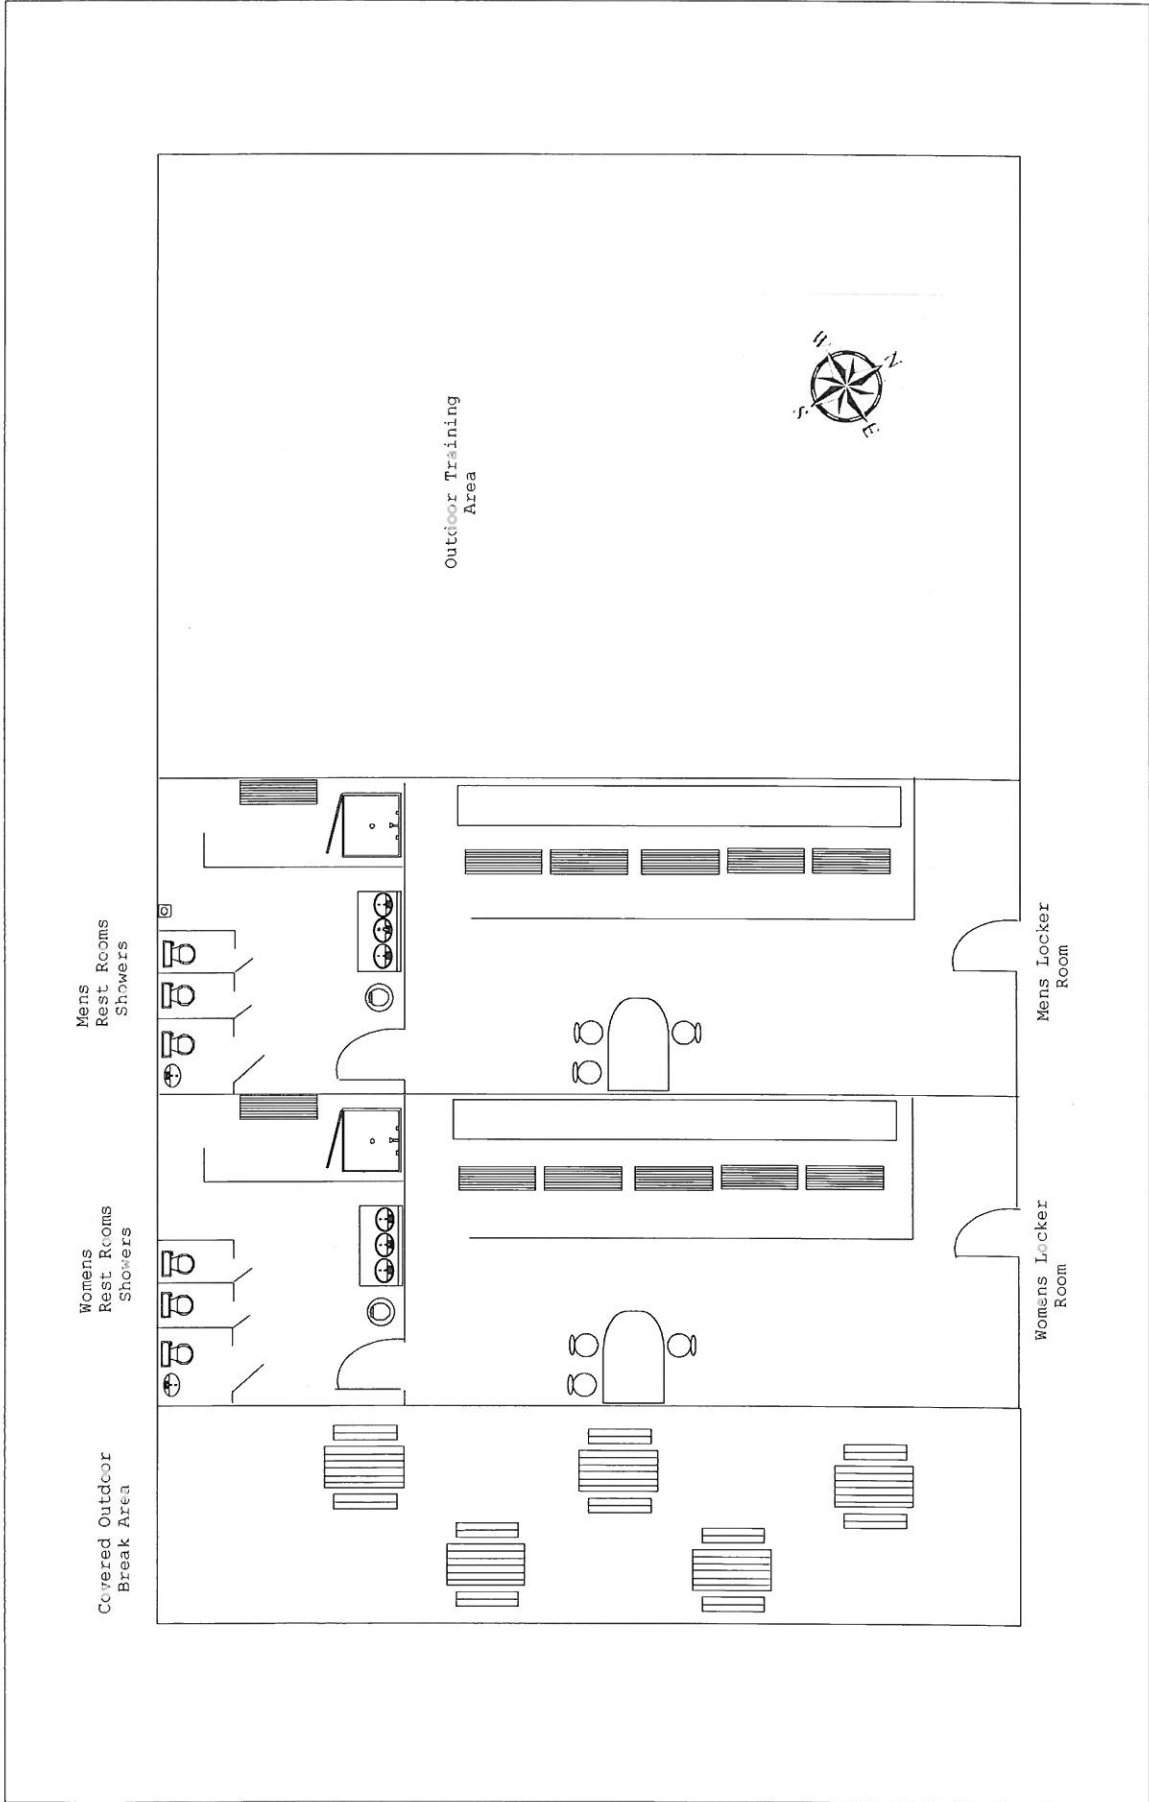 Covered Outdoor
Break Area
Womens
Rest Rooms
Showers
Mens
Rest Rooms
Showers
Outdoor Training
Area
S
N
E
Womens Locker
Room
Mens Locker
Room